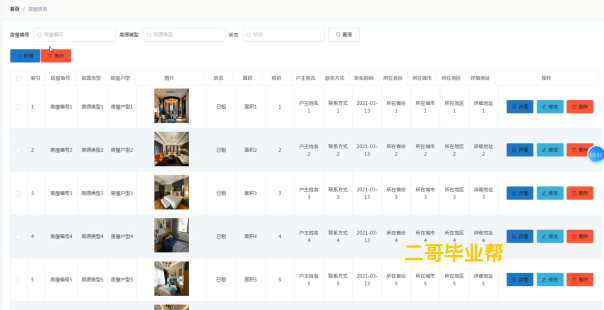 首页 / 房屋信息
房屋编号 房屋编号 房源类型 房源类型 状态 状态 查询
新增 删除
索引 房屋编号 房源类型 房屋户型 图片 状态 面积 租价 户主姓名 联系方式 发布时间 所在省份 所在城市 所在地区 详细地址 操作
1 房屋编号1 房源类型1 房屋户型1 已租 面积1 1 户主姓名1 联系方式1 2021-03-13 所在省份1 所在城市1 所在地区1 详细地址1 详情 修改 删除
2 房屋编号2 房源类型2 房屋户型2 已租 面积2 2 户主姓名2 联系方式2 2021-03-13 所在省份2 所在城市2 所在地区2 详细地址2 详情 修改 删除
3 房屋编号3 房源类型3 房屋户型3 已租 面积3 3 户主姓名3 联系方式3 2021-03-13 所在省份3 所在城市3 所在地区3 详细地址3 详情 修改 删除
4 房屋编号4 房源类型4 房屋户型4 已租 面积4 4 户主姓名4 联系方式4 2021-03-13 所在省份4 所在城市4 所在地区4 详细地址4 详情 修改 删除
二哥毕业帮
5 房屋编号5 房源类型5 房屋户型5 已租 面积5 5 户主姓名5 联系方式5 2021-03-13 所在省份5 所在城市5 所在地区5 详细地址5 详情 修改 删除